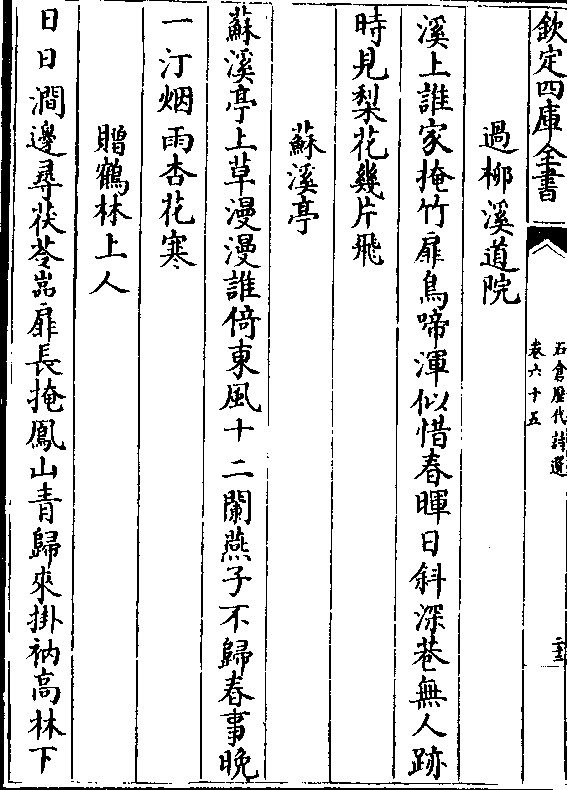 欽定四庫全書
石倉歷代詩選
卷六十五
過柳溪道院
溪上誰家掩竹扉鳥啼渾似惜春暉日斜深巷無人跡
時見梨花幾片飛
蘇溪亭
蘇溪亭上草漫漫誰倚東風十二闌燕子不歸春事晚
一汀烟雨杏花寒
贈鶴林上人
日日澗邊尋茯苓嵓扉長掩鳳山青歸來掛衲高林下